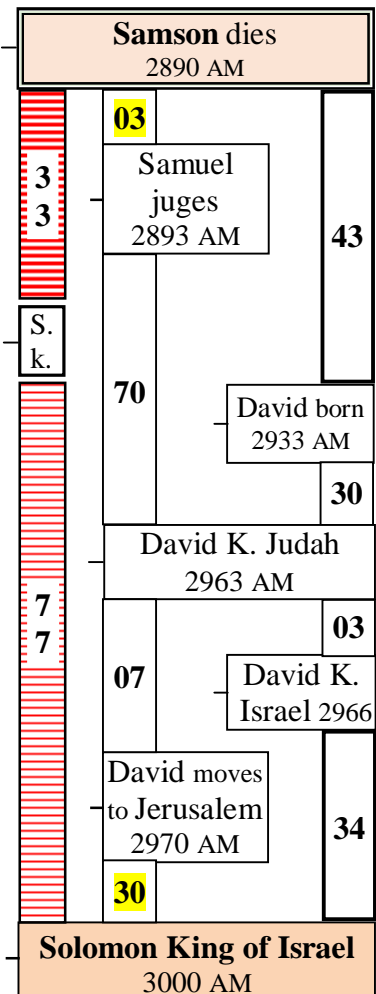 Samson dies
2890 AM
03
3
3
Samuel
juges
2893 AM
43
S.
k.
70
David born
2933 AM
30
David K. Judah
2963 AM
7
7
03
07
David K.
Israel 2966
David moves
to Jerusalem
2970 AM
34
30
Solomon King of Israel
3000 AM